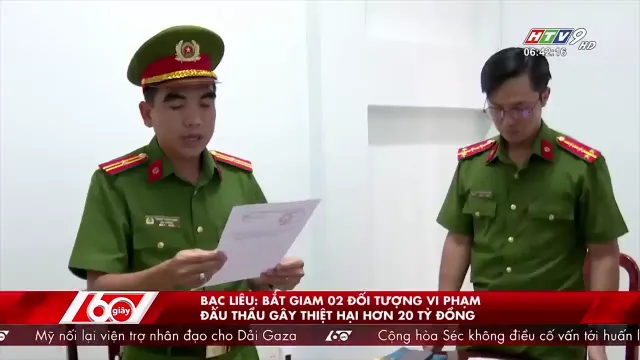 HTV9 HD
06:42:16
60 giây
BẠC LIÊU: BẮT GIAM 02 ĐỐI TƯỢNG VI PHẠM
ĐẤU THẦU GÂY THIỆT HẠI HƠN 20 TỶ ĐỒNG
Mỹ nối lại viện trợ nhân đạo cho Dải Gaza
Cộng hòa Séc không điều cố vấn tới huấn l